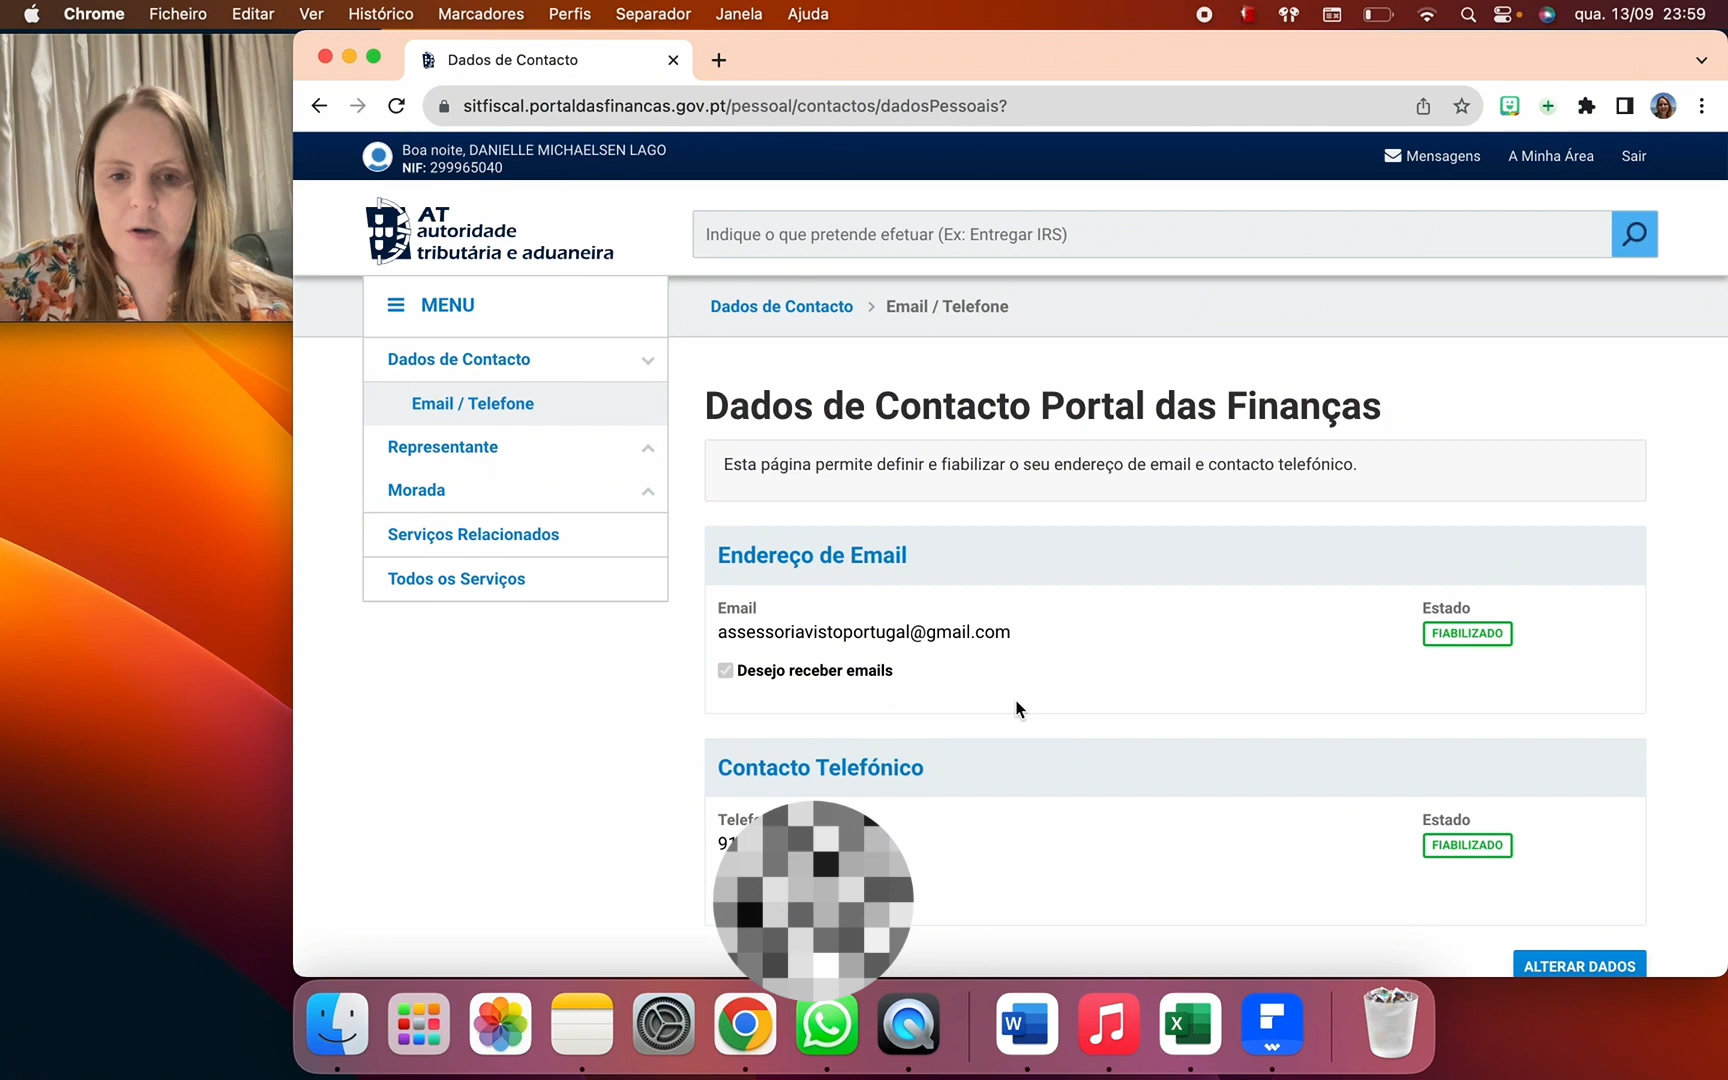 Chrome Ficheiro Editar Ver Histórico Marcadores Perfis Separador Janela Ajuda qua. 13/09 23:59
Dados de Contacto
sitfiscal.portaldasfinancas.gov.pt/pessoal/contactos/dadosPessoais?
Boa noite, DANIELLE MICHAELSEN LAGO
NIF: 299965040
Mensagens A Minha Área Sair
AT
autoridade
tributária e aduaneira
Indique o que pretende efetuar (Ex: Entregar IRS)
MENU
Dados de Contacto > Email / Telefone
Dados de Contacto
Email / Telefone
Representante
Morada
Serviços Relacionados
Todos os Serviços
Dados de Contacto Portal das Finanças
Esta página permite definir e fiabilizar o seu endereço de email e contacto telefónico.
Endereço de Email
Email Estado
assessoriavistoportugal@gmail.com FIABILIZADO
Desejo receber emails
Contacto Telefónico
Estado
91 FIABILIZADO
ALTERAR DADOS
W X